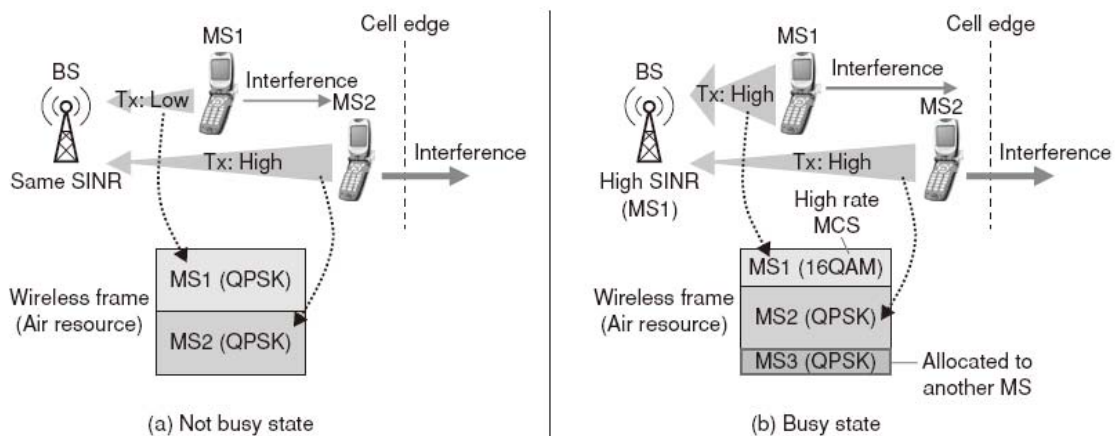 MS1
Cell edge
BS
Tx: Low
Interference
MS2
Tx: High
Interference
Same SINR
MS1 (QPSK)
Wireless frame
(Air resource)
MS2 (QPSK)
(a) Not busy state
MS1
Cell edge
BS
Tx: High
Interference
MS2
Tx: High
Interference
High SINR
(MS1)
High rate
MCS
MS1 (16QAM)
Wireless frame
(Air resource)
MS2 (QPSK)
MS3 (QPSK)
Allocated to
another MS
(b) Busy state